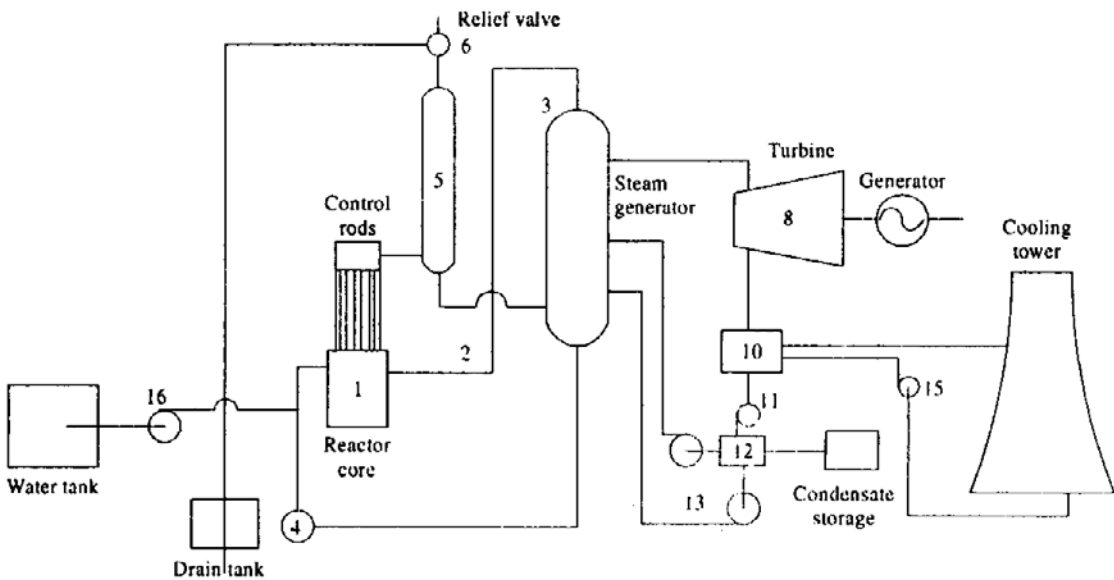 Relief valve
6
3
Turbine
Generator
5
Steam
generator
8
Cooling
tower
Control
rods
2
10
1
16
11
15
12
Reactor
core
Water tank
13
Condensate
storage
4
Drain tank